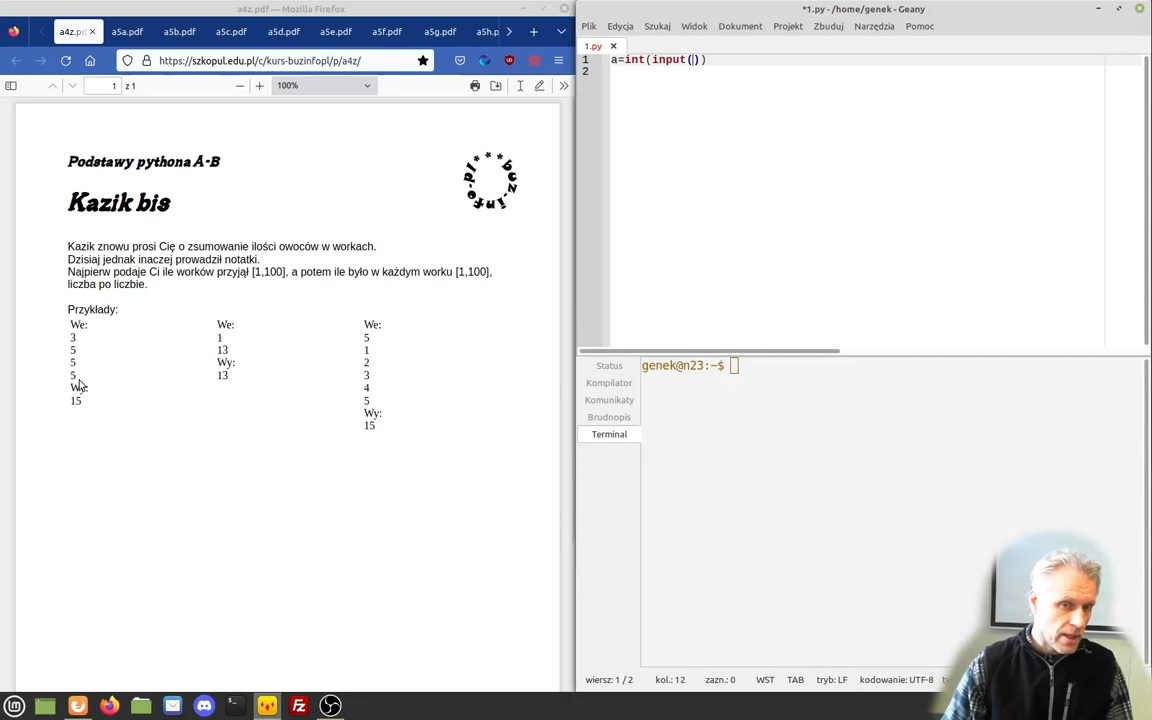 a4z.pdf — Mozilla Firefox
a4z.pd
a5a.pdf
a5b.pdf
a5c.pdf
a5d.pdf
a5e.pdf
a5f.pdf
a5g.pdf
a5h.p
https://szkopul.edu.pl/c/kurs-buzinfopl/p/a4z/
1
z 1
100%
Podstawy pythona A-B
***buz.info.pl
Kazik bis
Kazik znowu prosi Cię o zsumowanie ilości owoców w workach.
Dzisiaj jednak inaczej prowadził notatki.
Najpierw podaje Ci ile worków przyjął [1,100], a potem ile było w każdym worku [1,100],
liczba po liczbie.
Przykłady:
We:
3
5
5
5
Wy:
15
We:
1
13
Wy:
13
We:
5
1
2
3
4
5
Wy:
15
*1.py - /home/genek - Geany
Plik Edycja Szukaj Widok Dokument Projekt Zbuduj Narzędzia Pomoc
1.py
1 a=int(input())
2
Status
Kompilator
Komunikaty
Brudnopis
Terminal
genek@n23:~$
wiersz: 1 / 2 kol.: 12 zazn.: 0 WST TAB tryb: LF kodowanie: UTF-8